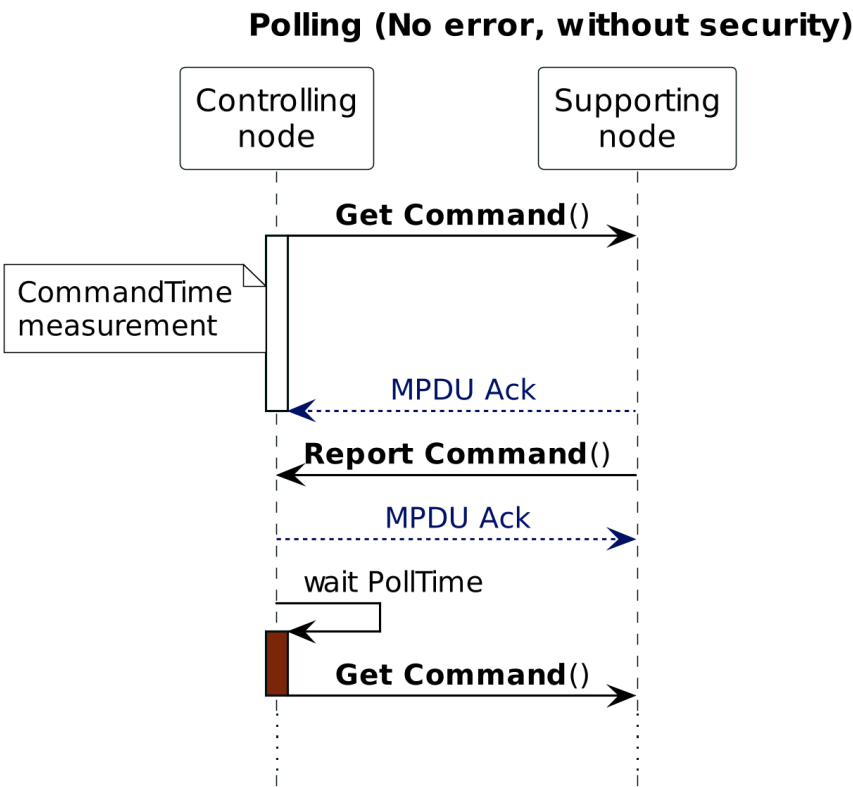 Polling (No error, without security)
Controlling
node
Supporting
node
Get Command()
CommandTime
measurement
MPDU Ack
Report Command()
MPDU Ack
wait PollTime
Get Command()